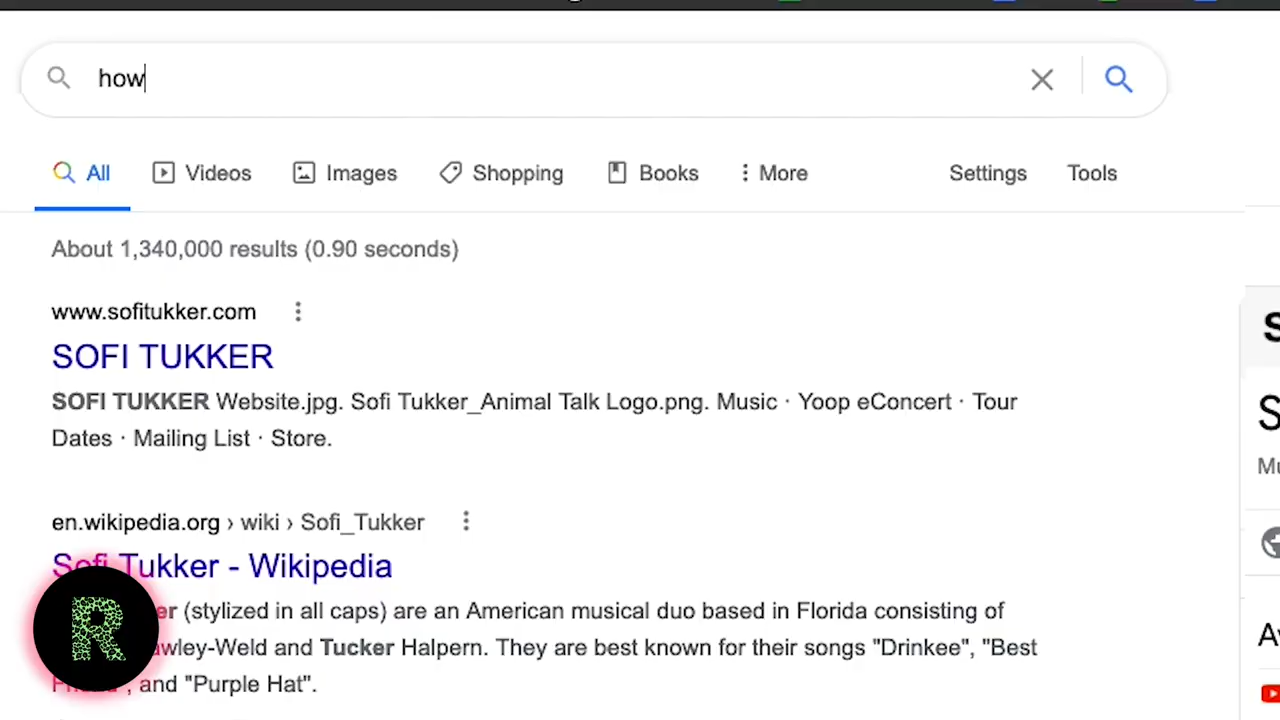 how
All Videos Images Shopping Books More Settings Tools
About 1,340,000 results (0.90 seconds)
www.sofitukker.com
SOFI TUKKER
SOFI TUKKER Website.jpg. Sofi Tukker_Animal Talk Logo.png. Music · Yoop eConcert · Tour
Dates · Mailing List · Store.
en.wikipedia.org › wiki › Sofi_Tukker
Sofi Tukker - Wikipedia
(stylized in all caps) are an American musical duo based in Florida consisting of
and Tucker Halpern. They are best known for their songs "Drinkee", "Best
and "Purple Hat".
R